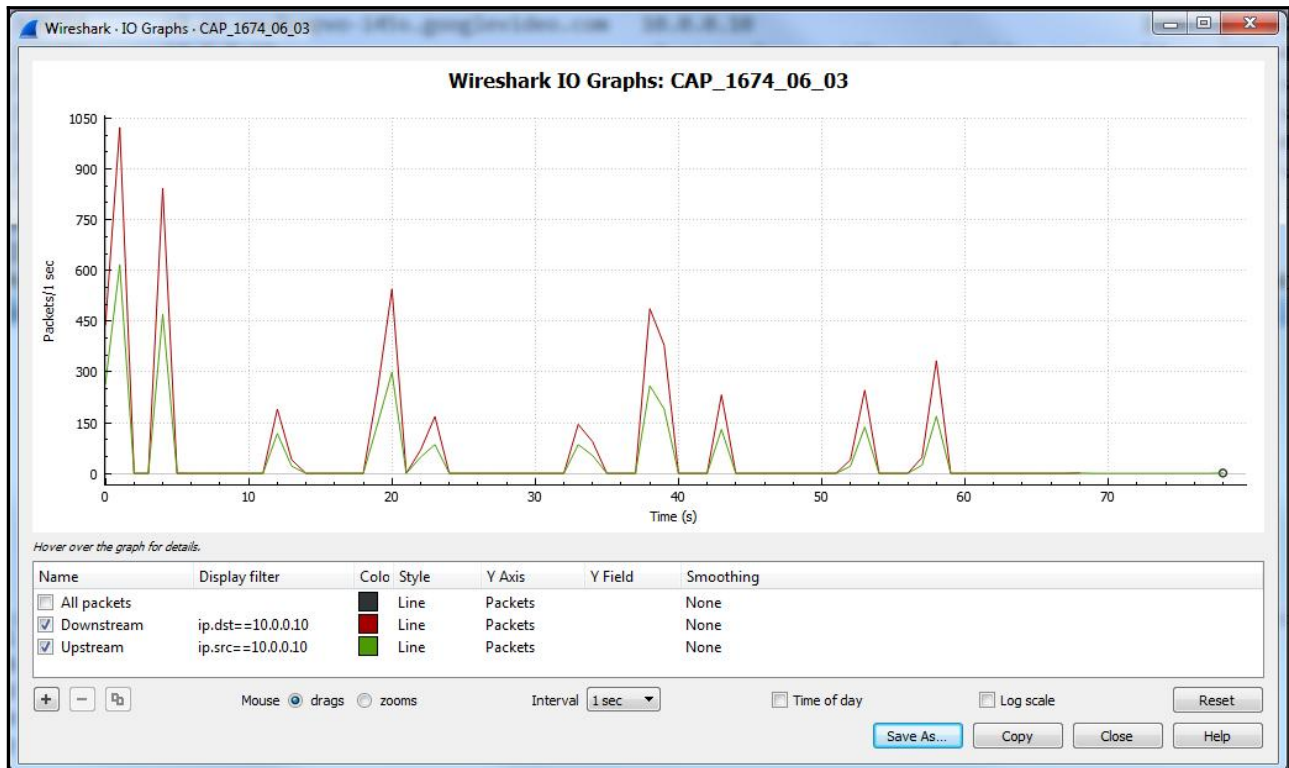 Wireshark · IO Graphs · CAP_1674_06_03
Wireshark IO Graphs: CAP_1674_06_03
1050
900
750
600
450
300
150
0
Packets/1 sec
0 10 20 30 40 50 60 70
Time (s)
Hover over the graph for details.
Name Display filter Colo Style Y Axis Y Field Smoothing
All packets Line Packets None
Downstream ip.dst==10.0.0.10 Line Packets None
Upstream ip.src==10.0.0.10 Line Packets None
Mouse drags zooms Interval 1 sec Time of day Log scale Reset
Save As... Copy Close Help